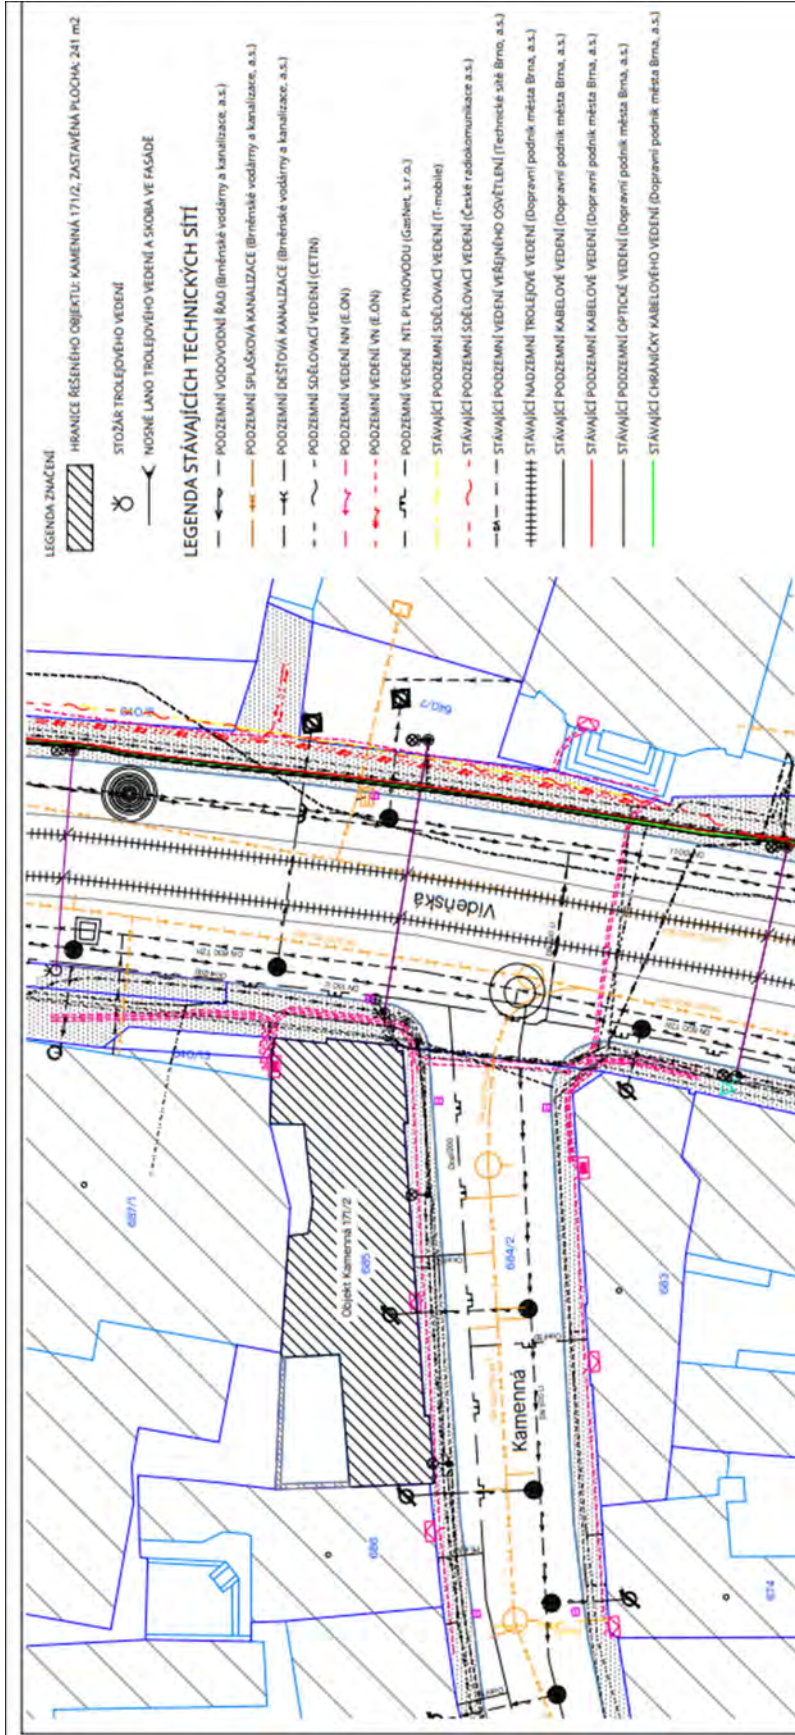 LEGENDA ZNAČENÍ
HRANICE ŘEŠENÉHO OBJEKTU: KAMENNÁ 171/2, ZASTAVĚNÁ PLOCHA: 241 m2
STOŽÁR TROLEJOVÉHO VEDENÍ
NOSNÉ LANO TROLEJOVÉHO VEDENÍ A SKOBA VE FASÁDĚ
LEGENDA STÁVAJÍCÍCH TECHNICKÝCH SÍTÍ
PODZEMNÍ VODOVODNÍ ŘAD (Brněnské vodárny a kanalizace, a.s.)
PODZEMNÍ SPLAŠKOVÁ KANALIZACE (Brněnské vodárny a kanalizace, a.s.)
PODZEMNÍ DEŠŤOVÁ KANALIZACE (Brněnské vodárny a kanalizace, a.s.)
PODZEMNÍ SDĚLOVACÍ VEDENÍ (CETIN)
PODZEMNÍ VEDENÍ NN (E.ON)
PODZEMNÍ VEDENÍ VN (E.ON)
PODZEMNÍ VEDENÍ NTL PLYNOVODU (GasNet, s.r.o.)
STÁVAJÍCÍ PODZEMNÍ SDĚLOVACÍ VEDENÍ (T-mobile)
STÁVAJÍCÍ PODZEMNÍ SDĚLOVACÍ VEDENÍ (České radiokomunikace a.s.)
STÁVAJÍCÍ PODZEMNÍ VEDENÍ VEŘEJNÉHO OSVĚTLENÍ (Technické sítě Brno, a.s.)
STÁVAJÍCÍ NADZEMNÍ TROLEJOVÉ VEDENÍ (Dopravní podnik města Brna, a.s.)
STÁVAJÍCÍ PODZEMNÍ KABELOVÉ VEDENÍ (Dopravní podnik města Brna, a.s.)
STÁVAJÍCÍ PODZEMNÍ KABELOVÉ VEDENÍ (Dopravní podnik města Brna, a.s.)
STÁVAJÍCÍ PODZEMNÍ OPTICKÉ VEDENÍ (Dopravní podnik města Brna, a.s.)
STÁVAJÍCÍ CHRÁNIČKY KABELOVÉHO VEDENÍ (Dopravní podnik města Brna, a.s.)
640/2
Vídeňská
687/1
Objekt Kamenná 171/2
685
684/2
Kamenná
683
686
674